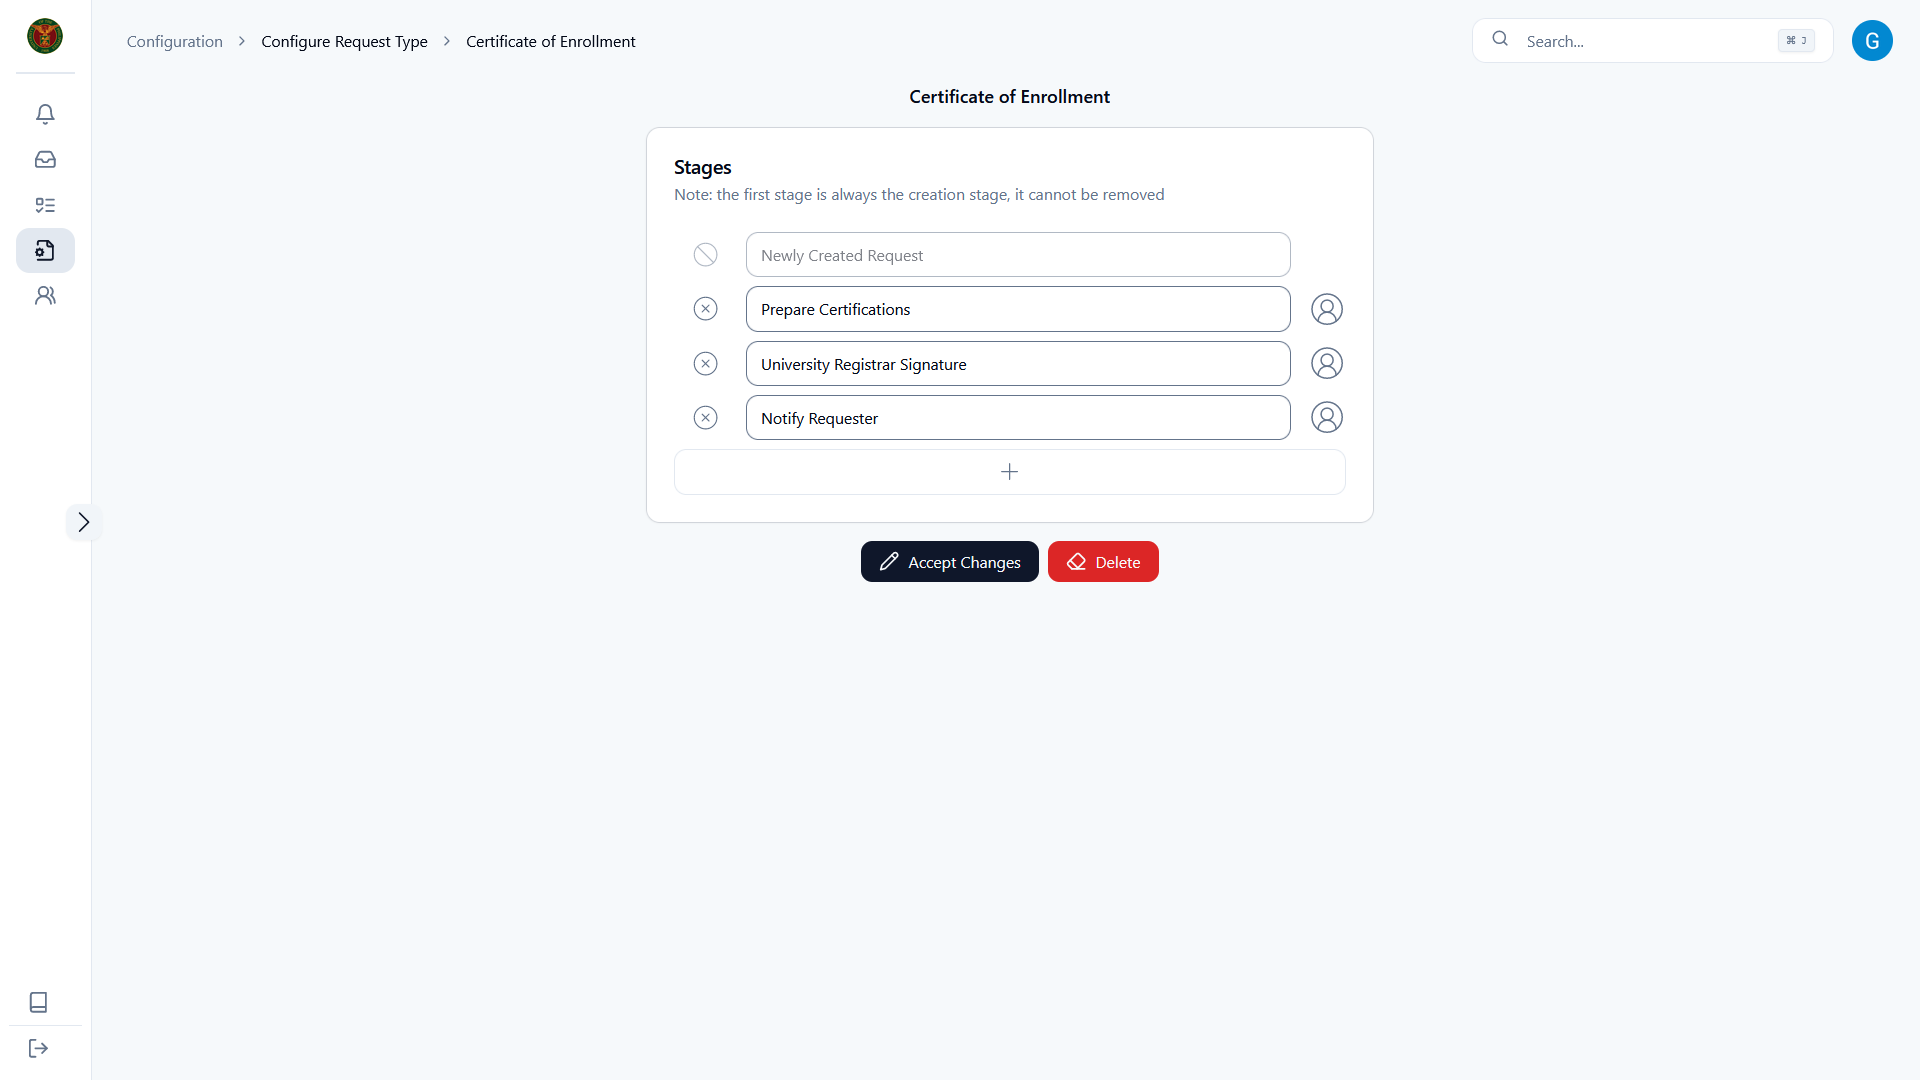 Configuration > Configure Request Type > Certificate of Enrollment
Search...
⌘ J
G
Certificate of Enrollment
Stages
Note: the first stage is always the creation stage, it cannot be removed
Newly Created Request
Prepare Certifications
University Registrar Signature
Notify Requester
Accept Changes
Delete